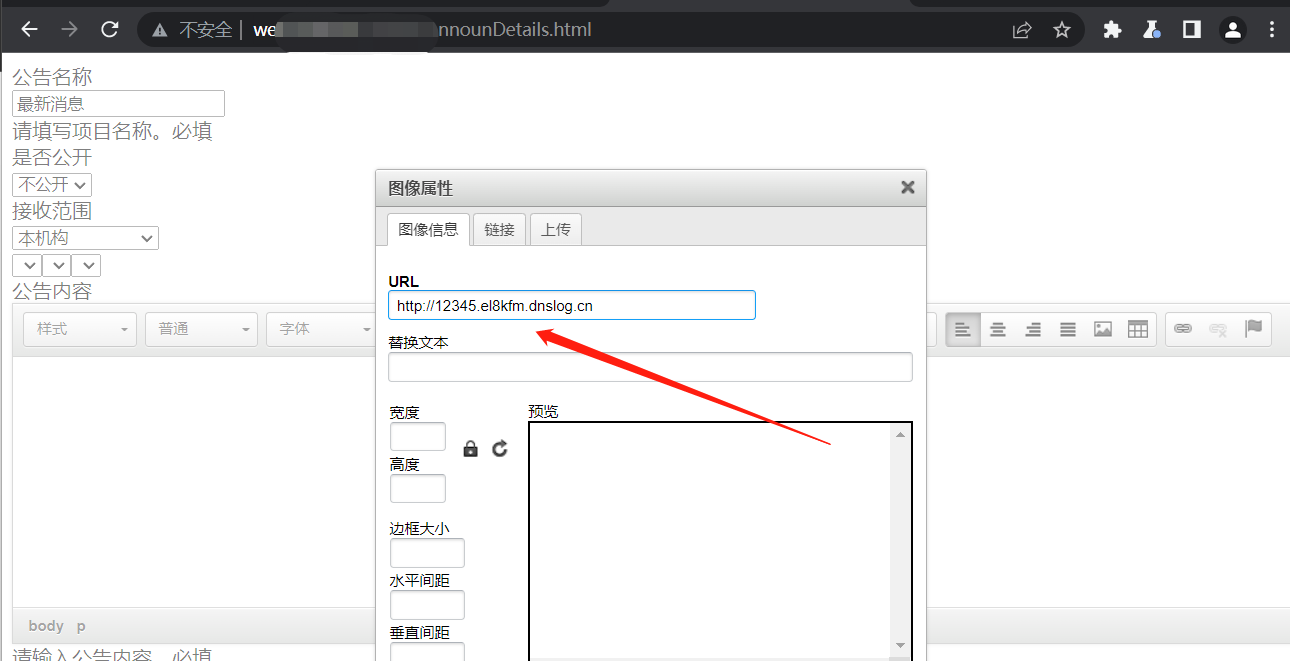 不安全 we nnounDetails.html
公告名称
最新消息
请填写项目名称。必填
是否公开
不公开
接收范围
本机构
公告内容
样式 普通 字体
body p
请输入公告内容。必填
图像属性
图像信息 链接 上传
URL
http://12345.el8kfm.dnslog.cn
替换文本
宽度
高度
边框大小
水平间距
垂直间距
预览